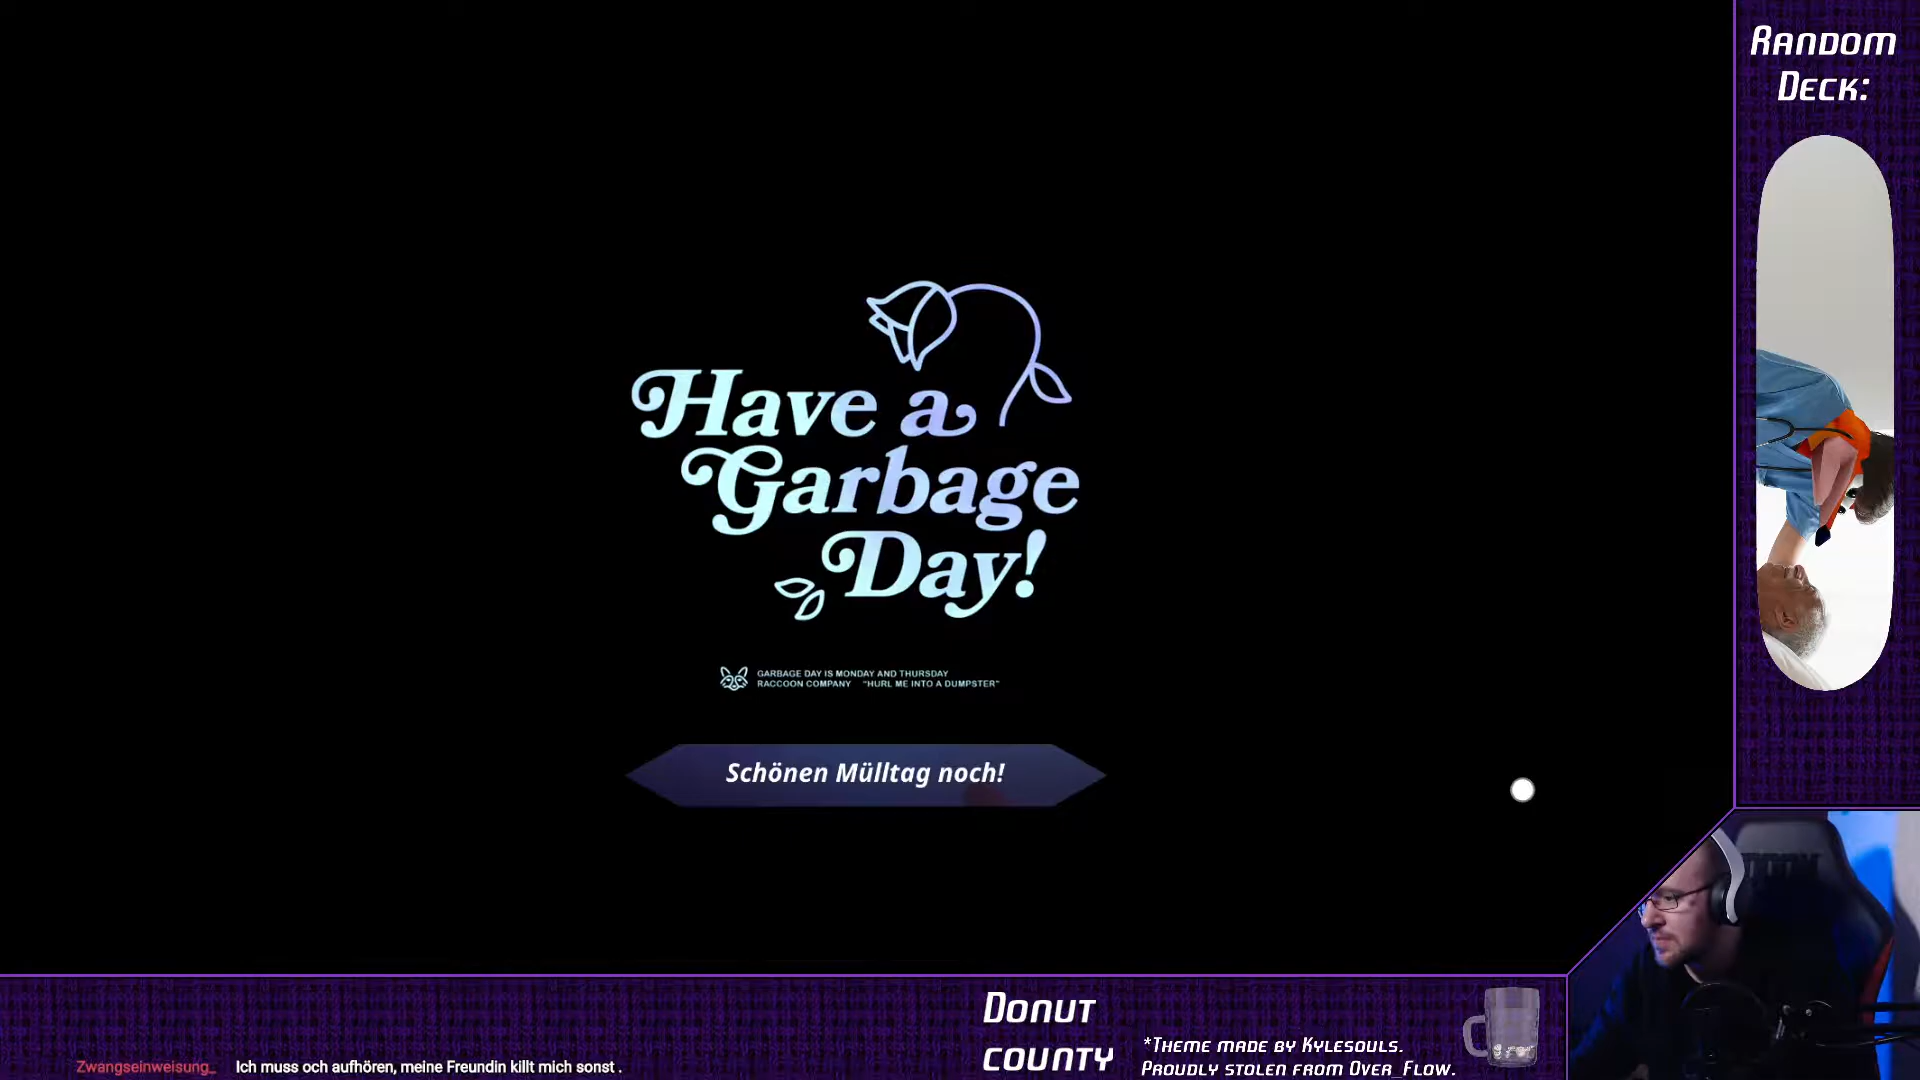 Random
Deck:
Have a
Garbage
Day!
GARBAGE DAY IS MONDAY AND THURSDAY
RACCOON COMPANY "HURL ME INTO A DUMPSTER"
Schönen Mülltag noch!
Donut
county
*Theme made by Kylesouls.
Proudly stolen from Over_Flow.
Zwangseinweisung_ Ich muss och aufhören, meine Freundin killt mich sonst .